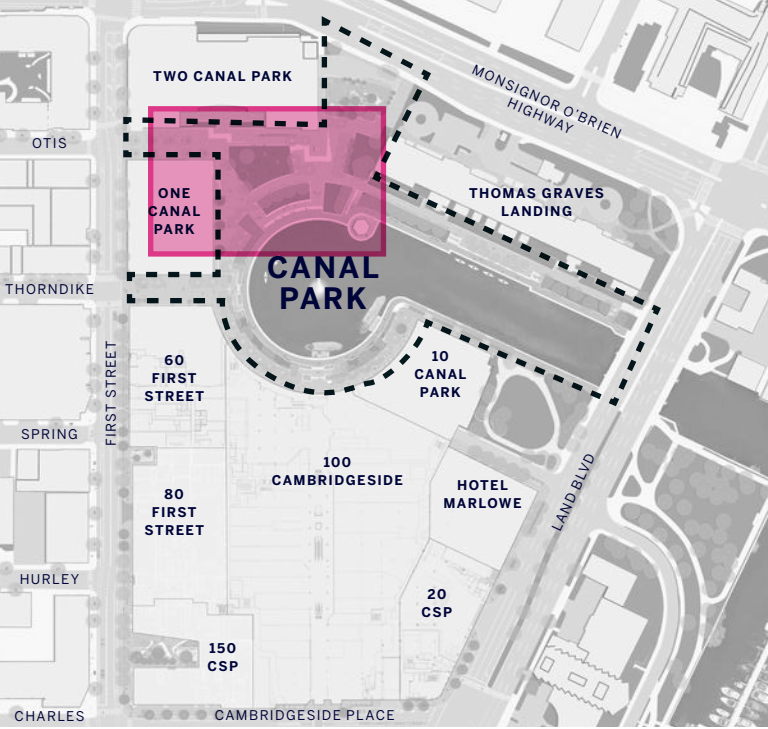 TWO CANAL PARK
MONSIGNOR O'BRIEN
HIGHWAY
OTIS
ONE
CANAL
PARK
THOMAS GRAVES
LANDING
CANAL
PARK
THORNDIKE
FIRST STREET
60
FIRST
STREET
10
CANAL
PARK
SPRING
100
CAMBRIDGESIDE
HOTEL
MARLOWE
LAND BLVD
80
FIRST
STREET
HURLEY
20
CSP
150
CSP
CHARLES
CAMBRIDGESIDE PLACE